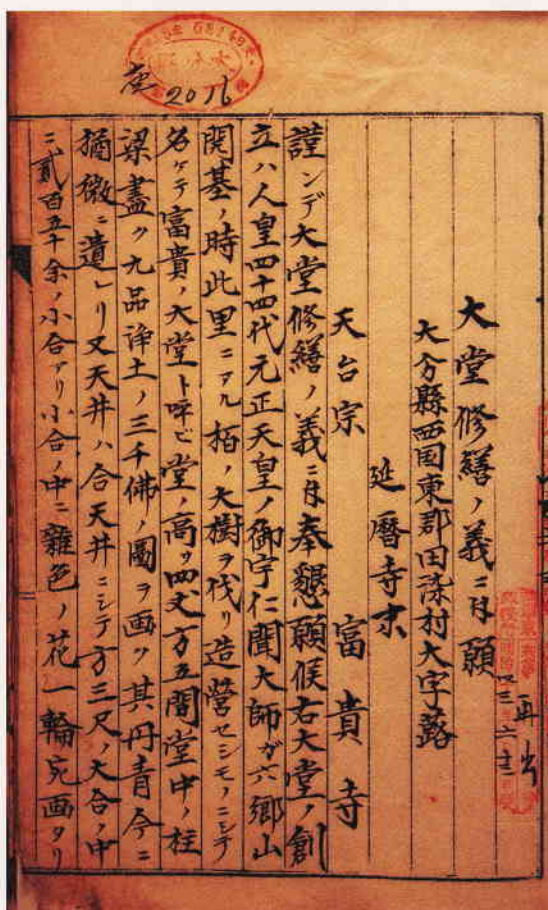 庶 2016
再出
大堂修繕ノ義ニ付願
大分縣西国東郡田染村大字蕗
延暦寺末
天台宗 富貴寺
謹ンデ大堂修繕ノ義ニ付奉懇願候右大堂ノ創
立ハ人皇四十四代元正天皇ノ御宇仁聞大師ガ六郷山
開基ノ時此里ニアル栢ノ大樹ヲ伐リ造営セシモノニシテ
名ケテ富貴ノ大堂ト呼ビ堂ノ高サ四丈方五間堂中ノ柱
梁盡ク九品浄土ノ三千佛ノ圖ヲ画ク其丹青今ニ
猶微ニ遺レリ又天井ハ合天井ニシテ方三尺ノ大合ノ中
ニ貳百五十余ノ小合アリ小合ノ中ニ雜色ノ花一輪宛画タリ